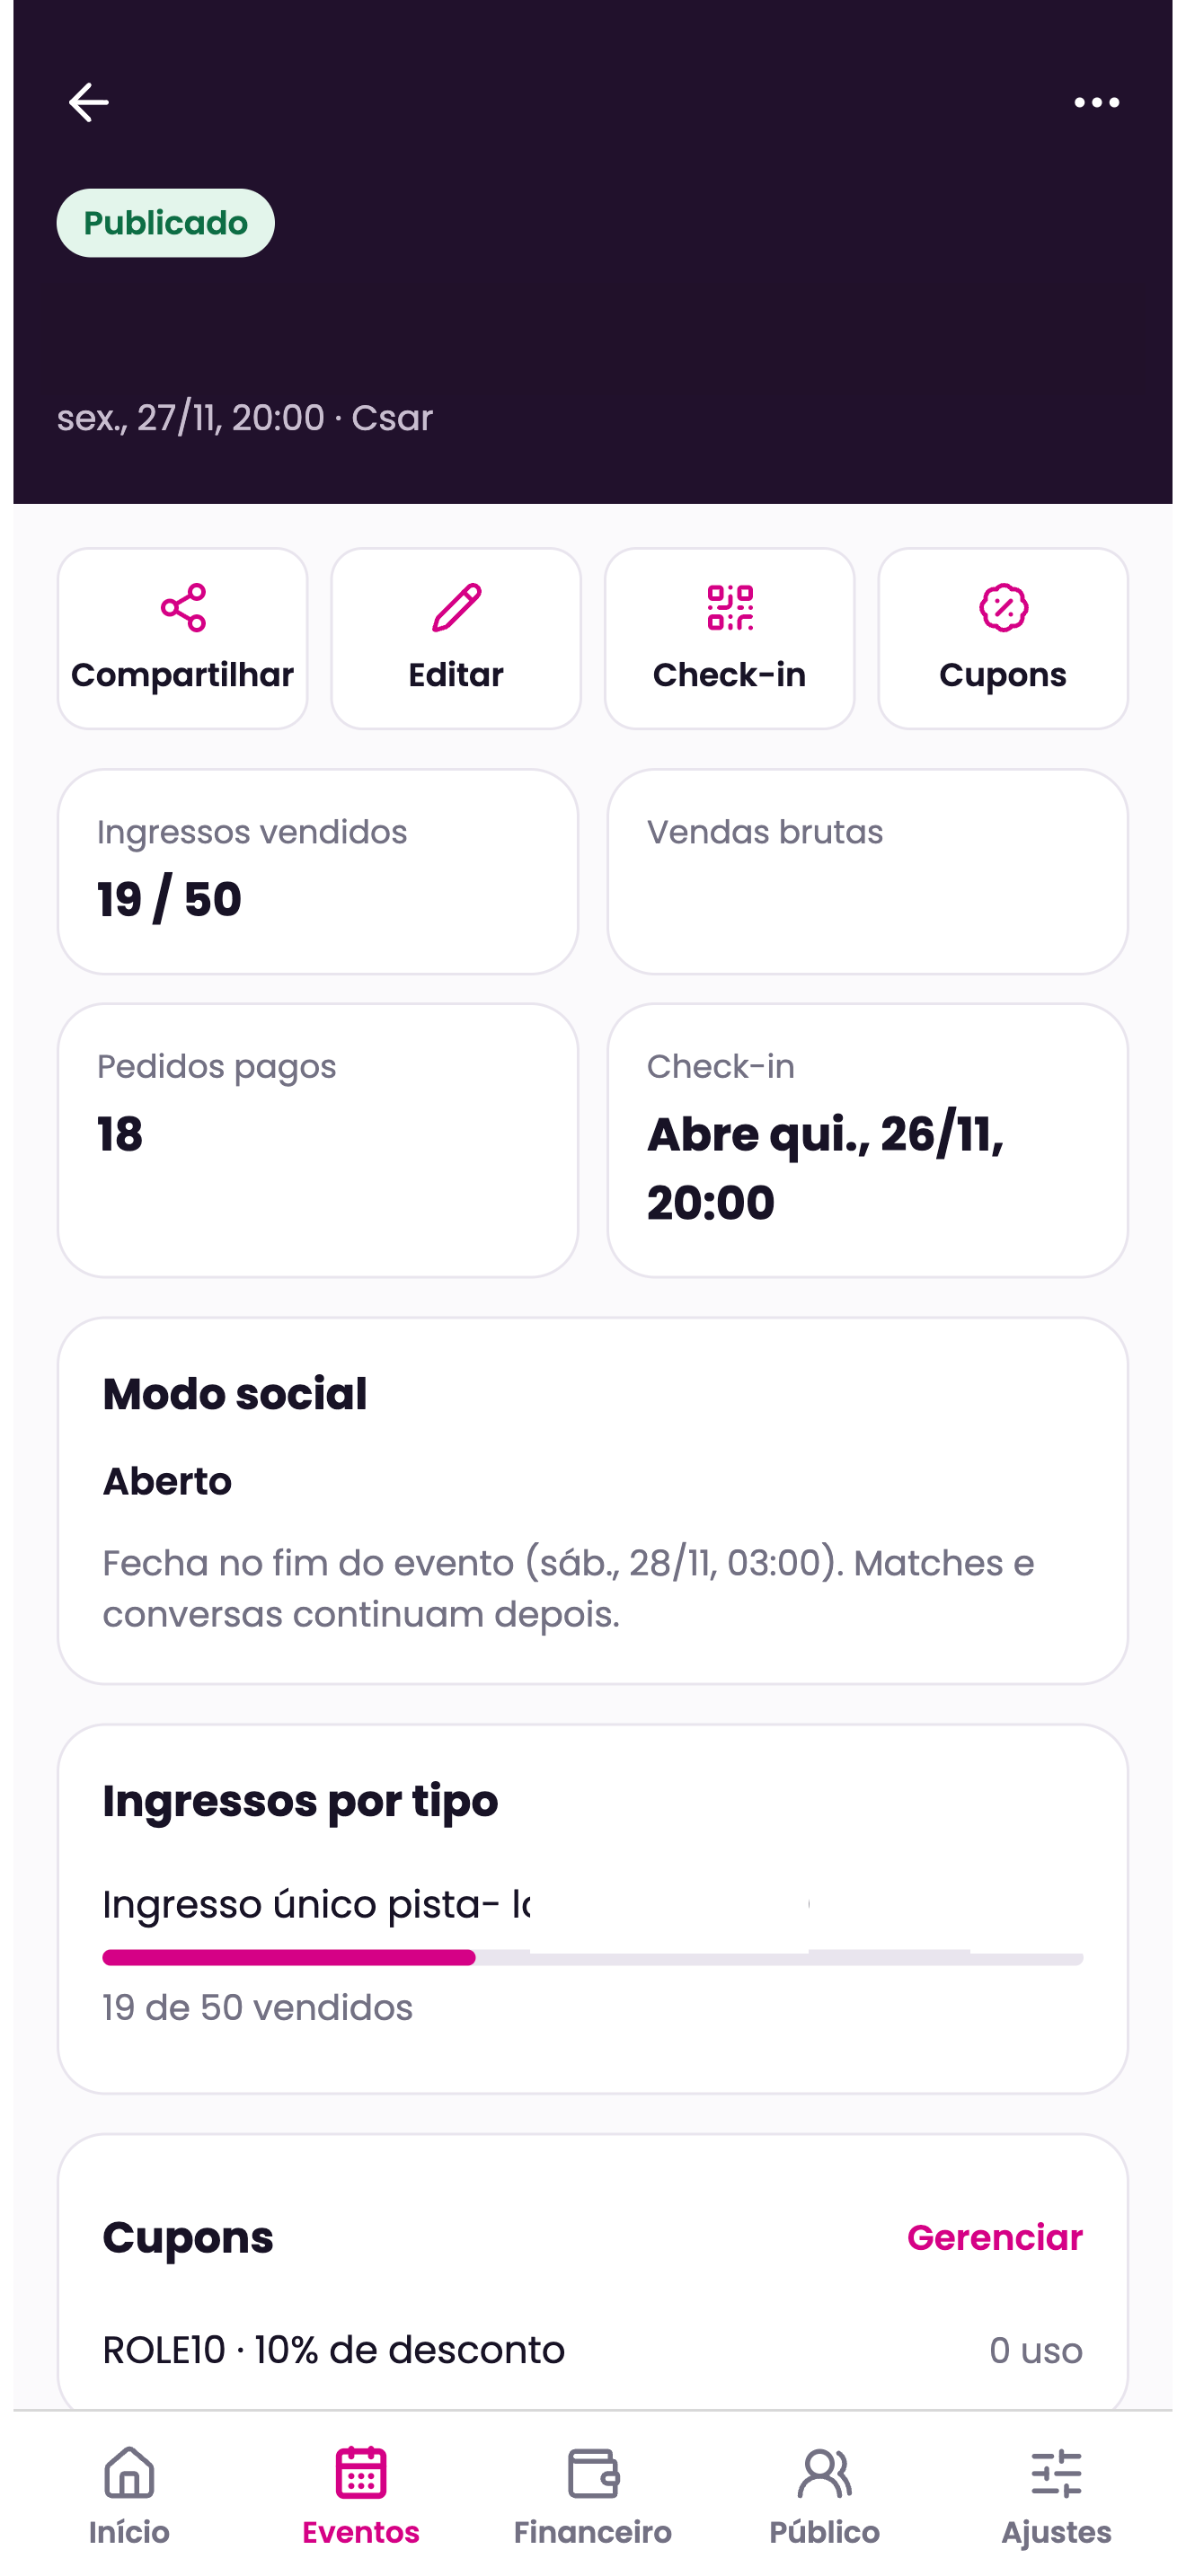 Publicado
sex., 27/11, 20:00 · Csar
Compartilhar
Editar
Check-in
Cupons
Ingressos vendidos
19 / 50
Vendas brutas
Pedidos pagos
18
Check-in
Abre qui., 26/11,
20:00
Modo social
Aberto
Fecha no fim do evento (sáb., 28/11, 03:00). Matches e
conversas continuam depois.
Ingressos por tipo
Ingresso único pista-
19 de 50 vendidos
Cupons
Gerenciar
ROLE10 · 10% de desconto
0 uso
Início
Eventos
Financeiro
Público
Ajustes